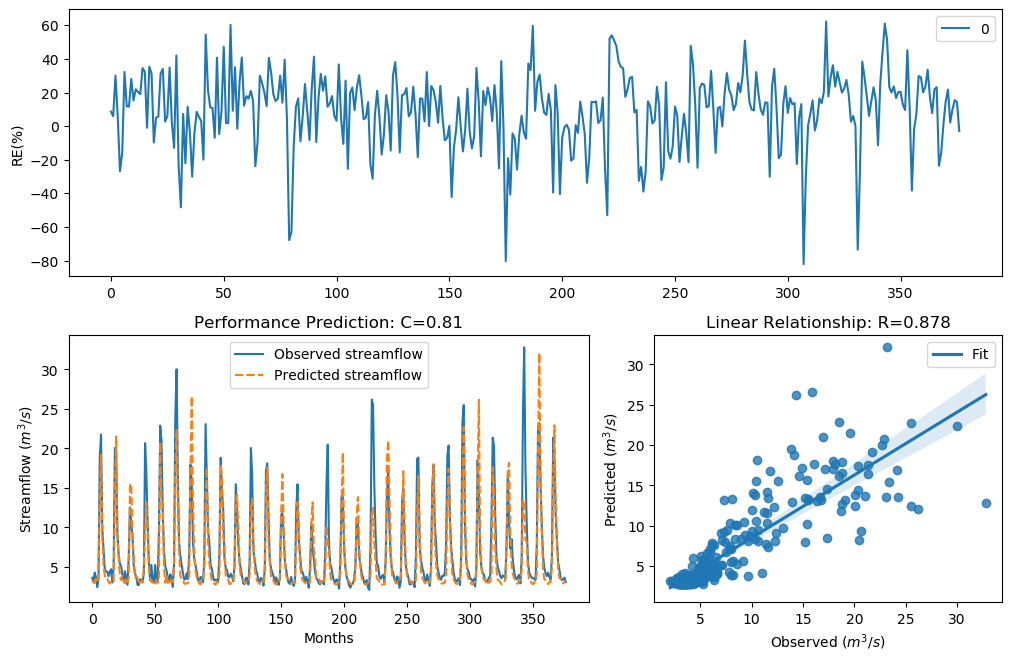 60
40
20
0
−20
−40
−60
−80
RE(%)
0
0 50 100 150 200 250 300 350
Performance Prediction: C=0.81
30
25
20
15
10
5
Streamflow (m³/s)
Observed streamflow
Predicted streamflow
0 50 100 150 200 250 300 350
Months
Linear Relationship: R=0.878
30
25
20
15
10
5
Predicted (m³/s)
Fit
5 10 15 20 25 30
Observed (m³/s)